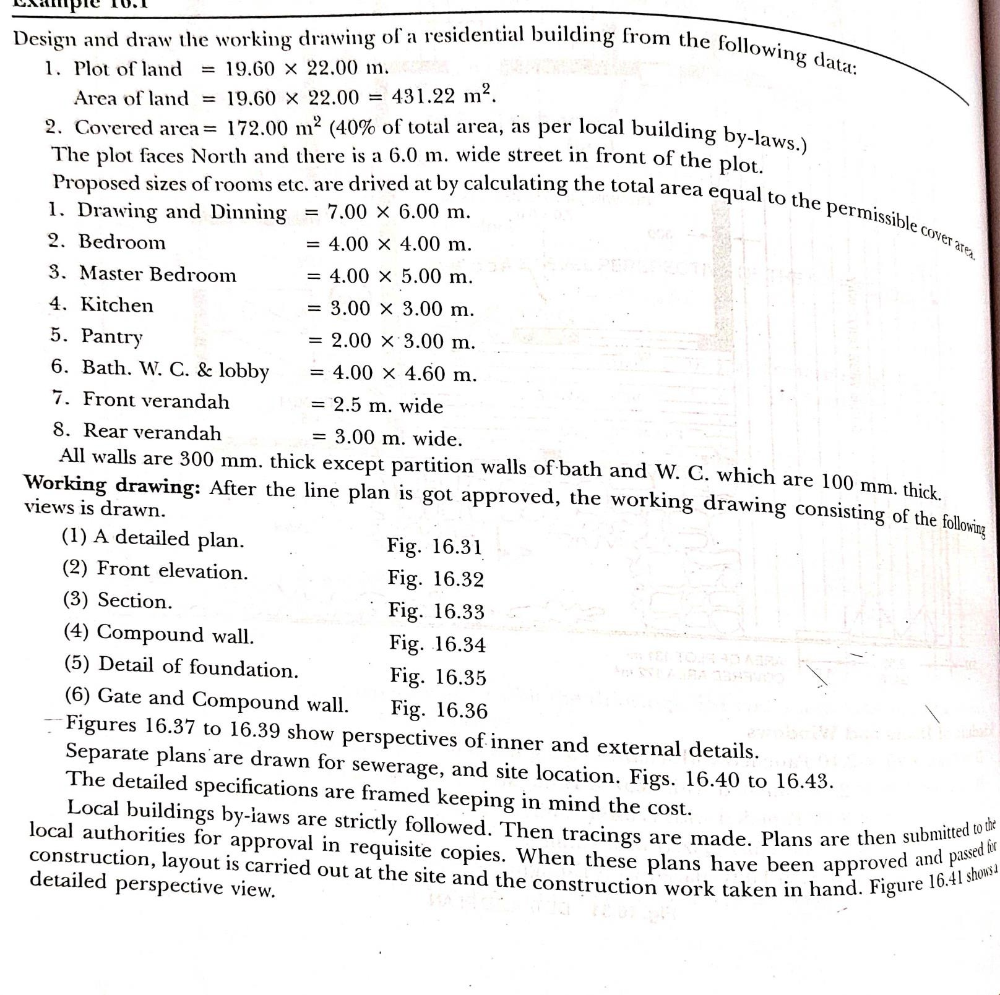 Example 16.1
Design and draw the working drawing of a residential building from the following data:
1. Plot of land = 19.60 × 22.00 m.
Area of land = 19.60 × 22.00 = 431.22 m².
2. Covered area = 172.00 m² (40% of total area, as per local building by-laws.)
The plot faces North and there is a 6.0 m. wide street in front of the plot.
Proposed sizes of rooms etc. are drived at by calculating the total area equal to the permissible cover area.
1. Drawing and Dinning = 7.00 × 6.00 m.
2. Bedroom = 4.00 × 4.00 m.
3. Master Bedroom = 4.00 × 5.00 m.
4. Kitchen = 3.00 × 3.00 m.
5. Pantry = 2.00 × 3.00 m.
6. Bath. W. C. & lobby = 4.00 × 4.60 m.
7. Front verandah = 2.5 m. wide
8. Rear verandah = 3.00 m. wide.
All walls are 300 mm. thick except partition walls of bath and W. C. which are 100 mm. thick.
Working drawing: After the line plan is got approved, the working drawing consisting of the following
views is drawn.
(1) A detailed plan. Fig. 16.31
(2) Front elevation. Fig. 16.32
(3) Section. Fig. 16.33
(4) Compound wall. Fig. 16.34
(5) Detail of foundation. Fig. 16.35
(6) Gate and Compound wall. Fig. 16.36
Figures 16.37 to 16.39 show perspectives of inner and external details.
Separate plans are drawn for sewerage, and site location. Figs. 16.40 to 16.43.
The detailed specifications are framed keeping in mind the cost.
Local buildings by-laws are strictly followed. Then tracings are made. Plans are then submitted to the
local authorities for approval in requisite copies. When these plans have been approved and passed for
construction, layout is carried out at the site and the construction work taken in hand. Figure 16.41 shows a
detailed perspective view.